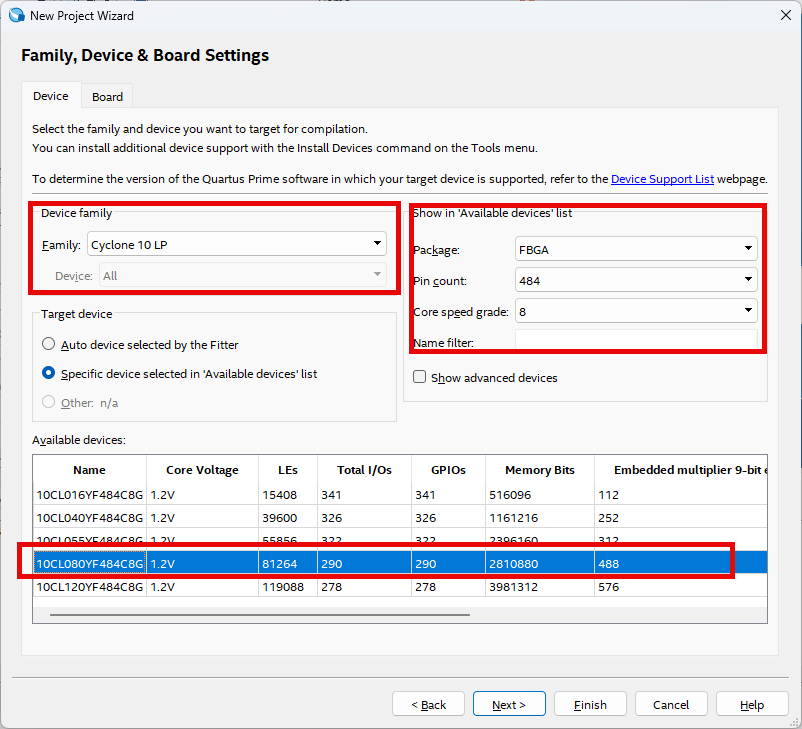 New Project Wizard
Family, Device & Board Settings
Device Board
Select the family and device you want to target for compilation.
You can install additional device support with the Install Devices command on the Tools menu.
To determine the version of the Quartus Prime software in which your target device is supported, refer to the Device Support List webpage.
Device family
Family: Cyclone 10 LP
Device: All
Show in 'Available devices' list
Package: FBGA
Pin count: 484
Core speed grade: 8
Name filter:
Show advanced devices
Target device
Auto device selected by the Fitter
Specific device selected in 'Available devices' list
Other: n/a
Available devices:
Name Core Voltage LEs Total I/Os GPIOs Memory Bits Embedded multiplier 9-bit
10CL016YF484C8G 1.2V 15408 341 341 516096 112
10CL040YF484C8G 1.2V 39600 326 326 1161216 252
10CL055YF484C8G 1.2V 55856 322 322 2396160 312
10CL080YF484C8G 1.2V 81264 290 290 2810880 488
10CL120YF484C8G 1.2V 119088 278 278 3981312 576
< Back Next > Finish Cancel Help